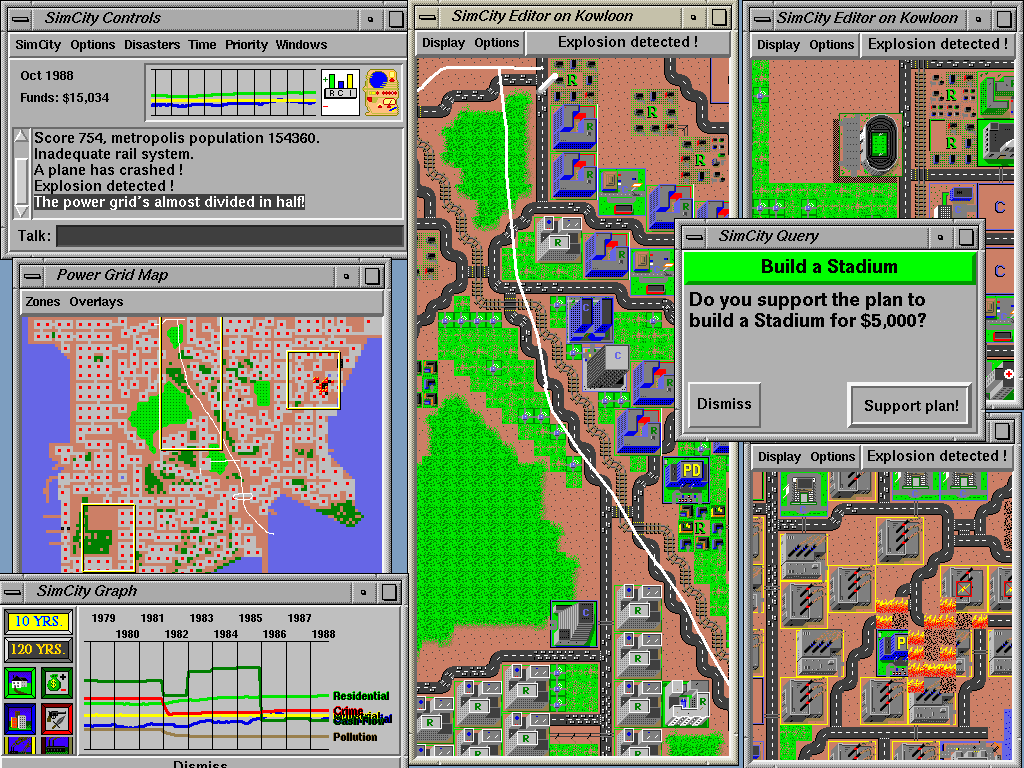 SimCity Controls
SimCity Options Disasters Time Priority Windows
Oct 1988
Funds: $15,034
R C I
Score 754, metropolis population 154360.
Inadequate rail system.
A plane has crashed !
Explosion detected !
The power grid's almost divided in half!
Talk:
Power Grid Map
Zones Overlays
SimCity Graph
10 YRS.
120 YRS.
1979 1981 1983 1985 1987
1980 1982 1984 1986 1988
Residential
Crime
Pollution
Dismiss
SimCity Editor on Kowloon
Display Options Explosion detected !
R
R
R
R
R
R
R
C
R
R
PD
R
R
R
R
R
R
R
R
R
SimCity Editor on Kowloon
Display Options Explosion detected !
R
R
C
C
SimCity Query
Build a Stadium
Do you support the plan to
build a Stadium for $5,000?
Dismiss Support plan!
Display Options Explosion detected !